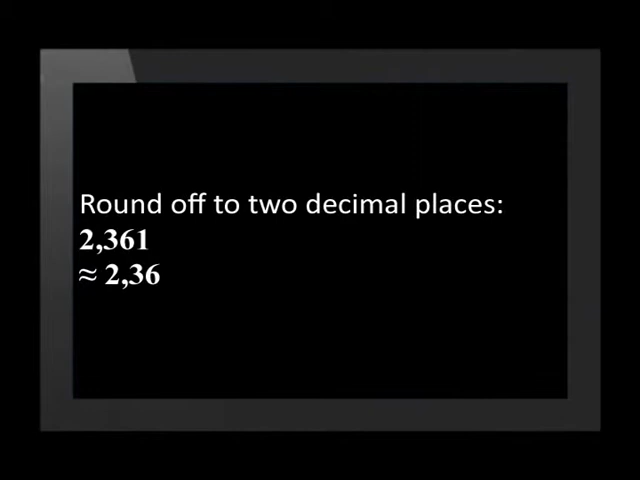 Round off to two decimal places:
2,361
≈ 2,36